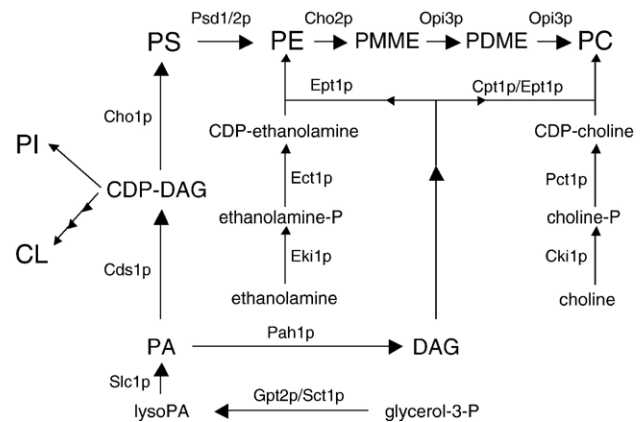 Psd1/2p Cho2p Opi3p Opi3p
PS PE PMME PDME PC
Ept1p Cpt1p/Ept1p
Cho1p
CDP-ethanolamine CDP-choline
PI
Ect1p Pct1p
CDP-DAG
ethanolamine-P choline-P
CL
Cds1p Eki1p Cki1p
ethanolamine choline
Pah1p
PA DAG
Slc1p Gpt2p/Sct1p
lysoPA glycerol-3-P